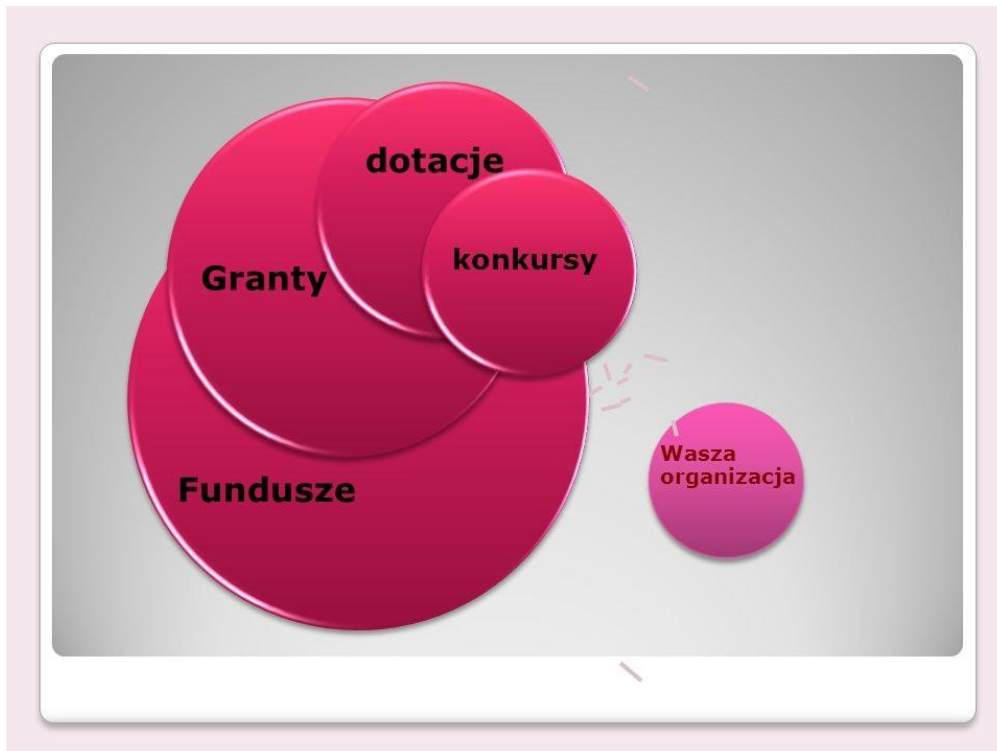 dotacje
konkursy
Granty
Fundusze
Wasza
organizacja